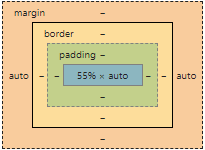 margin –
border –
padding –
auto – – 55% × auto – – auto
–
–
–